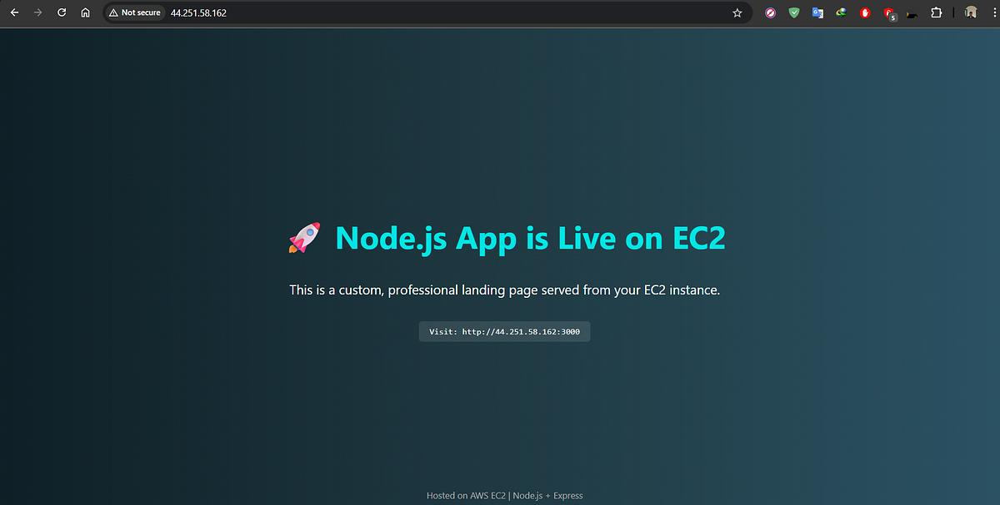 Not secure
44.251.58.162
5
🚀 Node.js App is Live on EC2
This is a custom, professional landing page served from your EC2 instance.
Visit: http://44.251.58.162:3000
Hosted on AWS EC2 | Node.js + Express